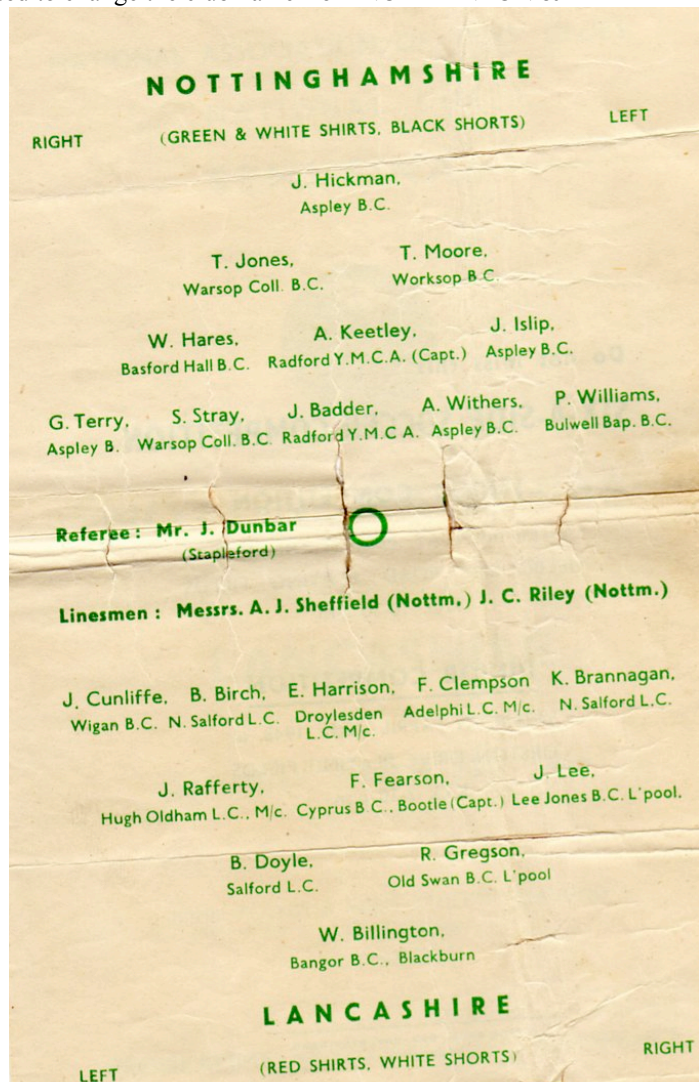 NOTTINGHAMSHIRE
RIGHT (GREEN & WHITE SHIRTS, BLACK SHORTS) LEFT
J. Hickman,
Aspley B.C.
T. Jones, T. Moore,
Warsop Coll. B.C. Worksop B.C.
W. Hares, A. Keetley, J. Islip,
Basford Hall B.C. Radford Y.M.C.A. (Capt.) Aspley B.C.
G. Terry, S. Stray, J. Badder, A. Withers, P. Williams,
Aspley B. Warsop Coll. B.C. Radford Y.M.C A. Aspley B.C. Bulwell Bap. B.C.
Referee : Mr. J. Dunbar
(Stapleford)
Linesmen : Messrs. A. J. Sheffield (Nottm.) J. C. Riley (Nottm.)
J. Cunliffe, B. Birch, E. Harrison, F. Clempson K. Brannagan,
Wigan B.C. N. Salford L.C. Droylesden Adelphi L.C. M/c. N. Salford L.C.
L.C. M/c.
J. Rafferty, F. Fearson, J. Lee,
Hugh Oldham L.C., M/c. Cyprus B C., Bootle (Capt.) Lee Jones B.C. L'pool.
B. Doyle, R. Gregson,
Salford L.C. Old Swan B.C. L'pool
W. Billington,
Bangor B.C., Blackburn
LANCASHIRE
LEFT (RED SHIRTS, WHITE SHORTS) RIGHT